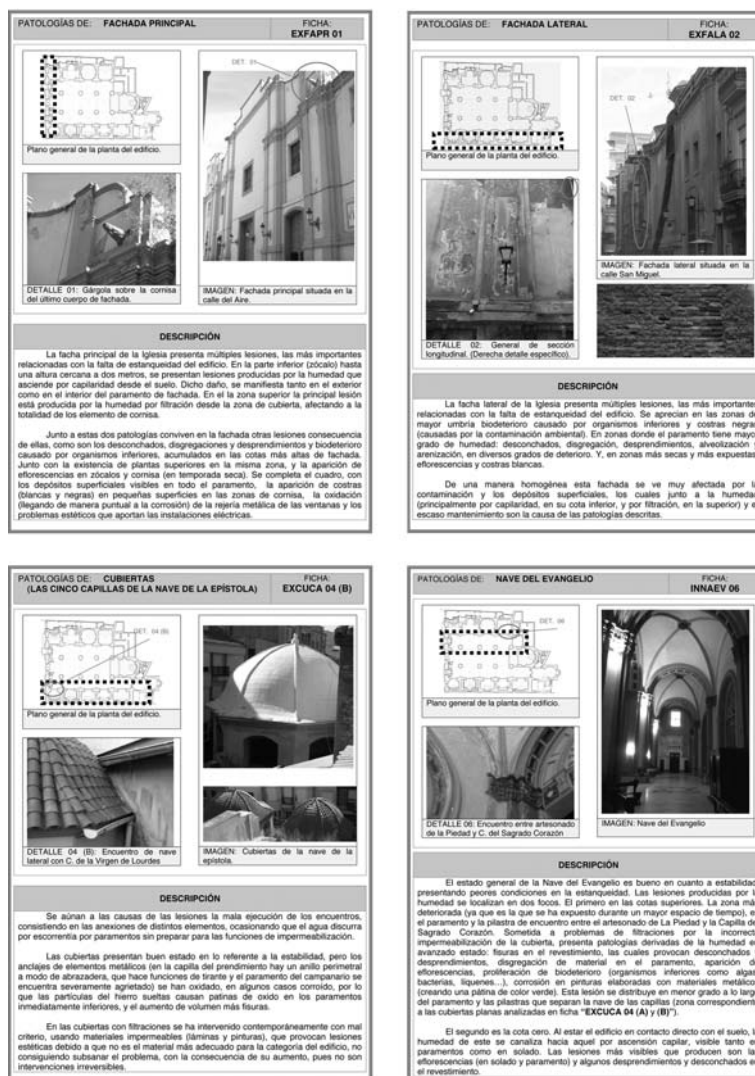 PATOLOGÍAS DE: FACHADA PRINCIPAL
FICHA:
EXFAPR 01
DET. 01
Plano general de la planta del edificio.
DETALLE 01: Gárgola sobre la cornisa
del último cuerpo de fachada.
IMAGEN: Fachada principal situada en la
calle del Aire.
DESCRIPCIÓN
La facha principal de la Iglesia presenta múltiples lesiones, las más importantes
relacionadas con la falta de estanqueidad del edificio. En la parte inferior (zócalo) hasta
una altura cercana a dos metros, se presentan lesiones producidas por la humedad que
asciende por capilaridad desde el suelo. Dicho daño, se manifiesta tanto en el exterior
como en el interior del paramento de fachada. En el la zona superior la principal lesión
está producida por la humedad por filtración desde la zona de cubierta, afectando a la
totalidad de los elemento de cornisa.
Junto a estas dos patologías conviven en la fachada otras lesiones consecuencia
de ellas, como son los desconchados, disgregaciones y desprendimientos y biodeterioro
causado por organismos inferiores, acumulados en las cotas más altas de fachada.
Junto con la existencia de plantas superiores en la misma zona, y la aparición de
eflorescencias en zócalos y cornisa (en temporada seca). Se completa el cuadro, con
los depósitos superficiales visibles en todo el paramento, la aparición de costras
(blancas y negras) en pequeñas superficies en las zonas de cornisa, la oxidación
(llegando de manera puntual a la corrosión) de la rejería metálica de las ventanas y los
problemas estéticos que aportan las instalaciones eléctricas.
PATOLOGÍAS DE: FACHADA LATERAL
FICHA:
EXFALA 02
DET. 02
Plano general de la planta del edificio.
IMAGEN: Fachada lateral situada en la
calle San Miguel.
DETALLE 02: General de sección
longitudinal. (Derecha detalle específico).
DESCRIPCIÓN
La facha lateral de la Iglesia presenta múltiples lesiones, las más importantes
relacionadas con la falta de estanqueidad del edificio. Se aprecian en las zonas de
mayor umbría biodeterioro causado por organismos inferiores y costras negras
(causadas por la contaminación ambiental). En zonas donde el paramento tiene mayor
grado de humedad: desconchados, disgregación, desprendimientos, alveolización y
arenización, en diversos grados de deterioro. Y, en zonas más secas y más expuestas,
eflorescencias y costras blancas.
De una manera homogénea esta fachada se ve muy afectada por la
contaminación y los depósitos superficiales, los cuales junto a la humedad
(principalmente por capilaridad, en su cota inferior, y por filtración, en la superior) y el
escaso mantenimiento son la causa de las patologías descritas.
PATOLOGÍAS DE: CUBIERTAS
(LAS CINCO CAPILLAS DE LA NAVE DE LA EPÍSTOLA)
FICHA:
EXCUCA 04 (B)
DET. 04 (B)
Plano general de la planta del edificio.
DETALLE 04 (B): Encuentro de nave
lateral con C. de la Virgen de Lourdes
IMAGEN: Cubiertas de la nave de la
epístola.
DESCRIPCIÓN
Se aúnan a las causas de las lesiones la mala ejecución de los encuentros,
consistiendo en las anexiones de distintos elementos, ocasionando que el agua discurra
por escorrentía por paramentos sin preparar para las funciones de impermeabilización.
Las cubiertas presentan buen estado en lo referente a la estabilidad, pero los
anclajes de elementos metálicos (en la capilla del prendimiento hay un anillo perimetral
a modo de abrazadera, que hace funciones de tirante y el paramento del campanario se
encuentra severamente agrietado) se han oxidado, en algunos casos corroído, por lo
que las partículas del hierro sueltas causan patinas de oxido en los paramentos
inmediatamente inferiores, y el aumento de volumen más fisuras.
En las cubiertas con filtraciones se ha intervenido contemporáneamente con mal
criterio, usando materiales impermeables (láminas y pinturas), que provocan lesiones
estéticas debido a que no es el material más adecuado para la categoría del edificio, no
consiguiendo subsanar el problema, con la consecuencia de su aumento, pues no son
intervenciones irreversibles.
PATOLOGÍAS DE: NAVE DEL EVANGELIO
FICHA:
INNAEV 06
DET. 06
Plano general de la planta del edificio.
DETALLE 06: Encuentro entre artesonado
de la Piedad y C. del Sagrado Corazón
IMAGEN: Nave del Evangelio
DESCRIPCIÓN
El estado general de la Nave del Evangelio es bueno en cuanto a estabilidad,
presentando peores condiciones en la estanqueidad. Las lesiones producidas por la
humedad se localizan en dos focos. El primero en las cotas superiores. La zona más
deteriorada (ya que es la que se ha expuesto durante un mayor espacio de tiempo), es
el paramento y la pilastra de encuentro entre el artesonado de La Piedad y la Capilla del
Sagrado Corazón. Sometida a problemas de filtraciones por la incorrecta
impermeabilización de la cubierta, presenta patologías derivadas de la humedad en
avanzado estado: fisuras en el revestimiento, las cuales provocan desconchados y
desprendimientos, disgregación de material en el paramento, aparición de
eflorescencias, proliferación de biodeterioro (organismos inferiores como algas,
bacterias, líquenes…), corrosión en pinturas elaboradas con materiales metálicos
(creando una pátina de color verde). Esta lesión se distribuye en menor grado a lo largo
del paramento y las pilastras que separan la nave de las capillas (zona correspondiente
a las cubiertas planas analizadas en ficha "EXCUCA 04 (A) y (B)").
El segundo es la cota cero. Al estar el edificio en contacto directo con el suelo, la
humedad de este se canaliza hacia aquel por ascensión capilar, visible tanto en
paramentos como en solado. Las lesiones más visibles que producen son las
eflorescencias (en solado y paramento) y algunos desprendimientos y desconchados en
el revestimiento.